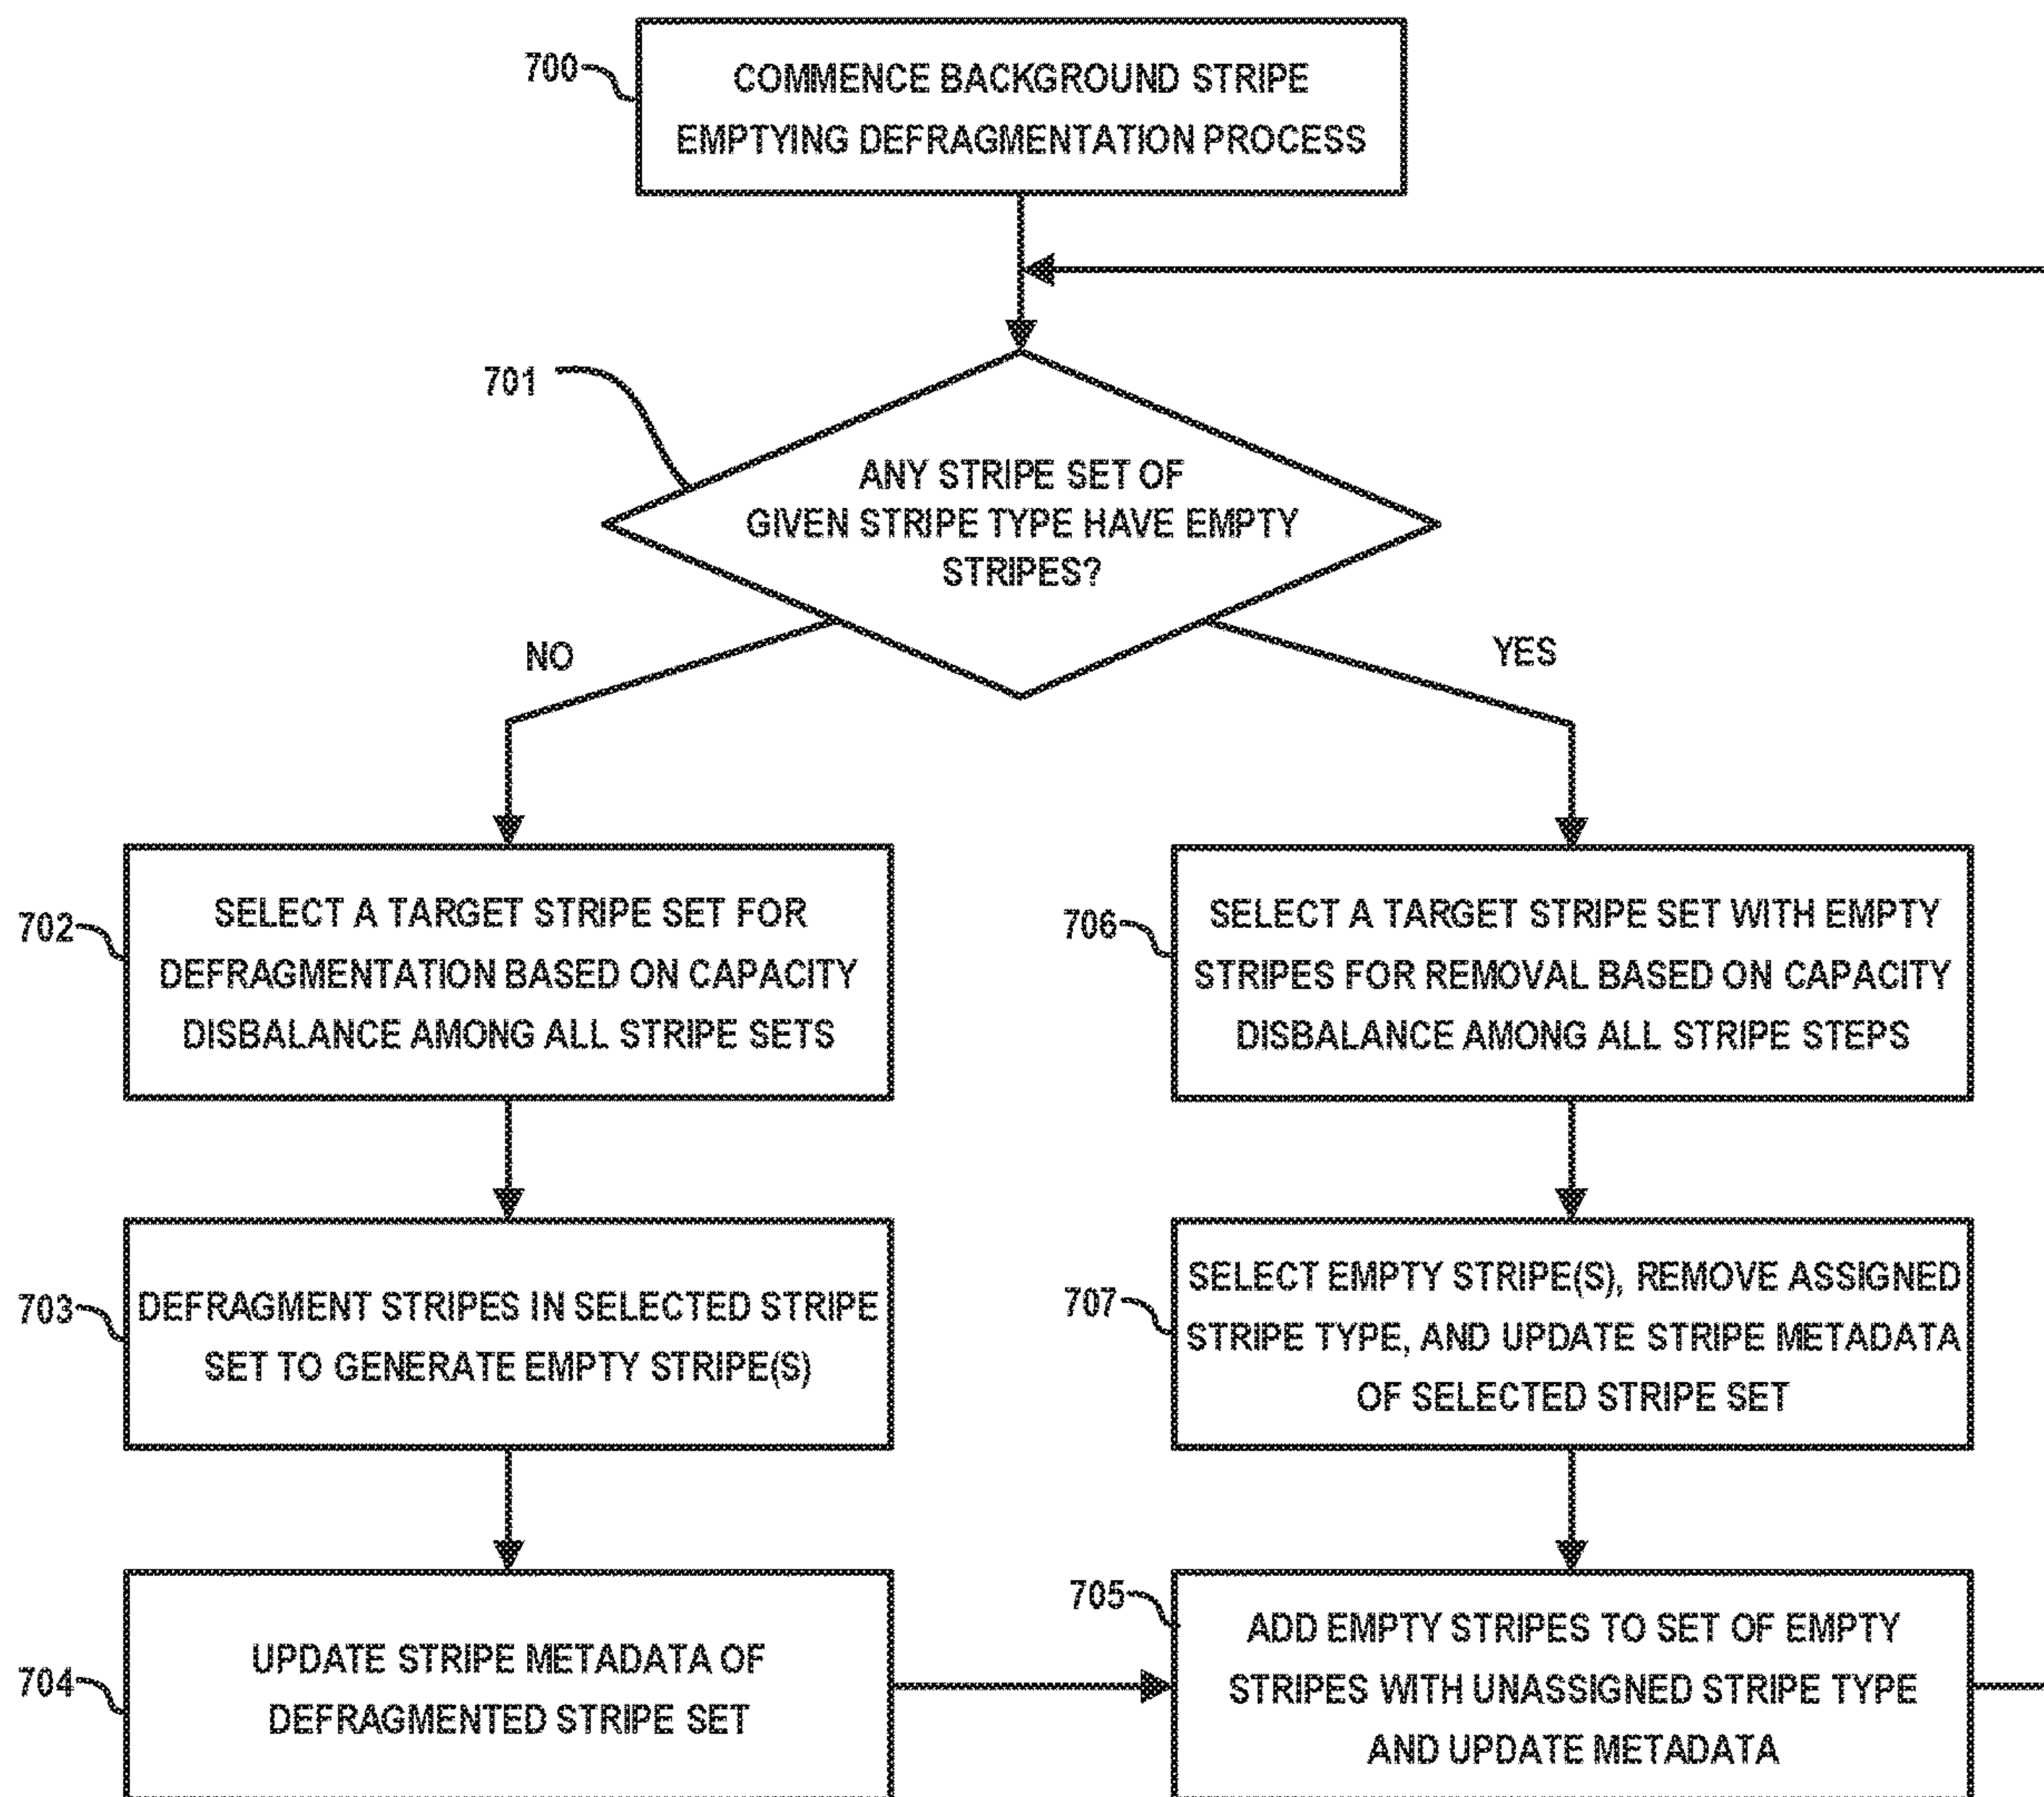 700
COMMENCE BACKGROUND STRIPE
EMPTYING DEFRAGMENTATION PROCESS
701
ANY STRIPE SET OF
GIVEN STRIPE TYPE HAVE EMPTY
STRIPES?
NO
YES
702
SELECT A TARGET STRIPE SET FOR
DEFRAGMENTATION BASED ON CAPACITY
DISBALANCE AMONG ALL STRIPE SETS
706
SELECT A TARGET STRIPE SET WITH EMPTY
STRIPES FOR REMOVAL BASED ON CAPACITY
DISBALANCE AMONG ALL STRIPE STEPS
703
DEFRAGMENT STRIPES IN SELECTED STRIPE
SET TO GENERATE EMPTY STRIPE(S)
707
SELECT EMPTY STRIPE(S), REMOVE ASSIGNED
STRIPE TYPE, AND UPDATE STRIPE METADATA
OF SELECTED STRIPE SET
704
UPDATE STRIPE METADATA OF
DEFRAGMENTED STRIPE SET
705
ADD EMPTY STRIPES TO SET OF EMPTY
STRIPES WITH UNASSIGNED STRIPE TYPE
AND UPDATE METADATA